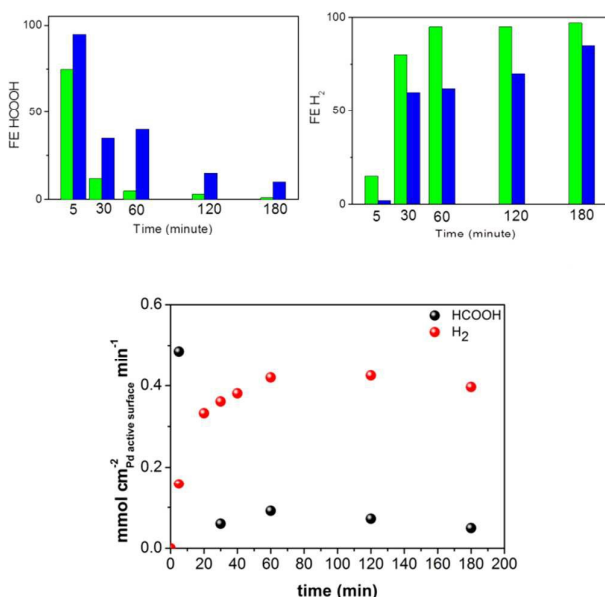 100
50
0
FE HCOOH
5 30 60 120 180
Time (minute)
100
50
0
FE H2
5 30 60 120 180
Time (minute)
0.6
0.4
0.2
0.0
mmol cm-2 Pd active surface min-1
HCOOH
H2
0 20 40 60 80 100 120 140 160 180 200
time (min)